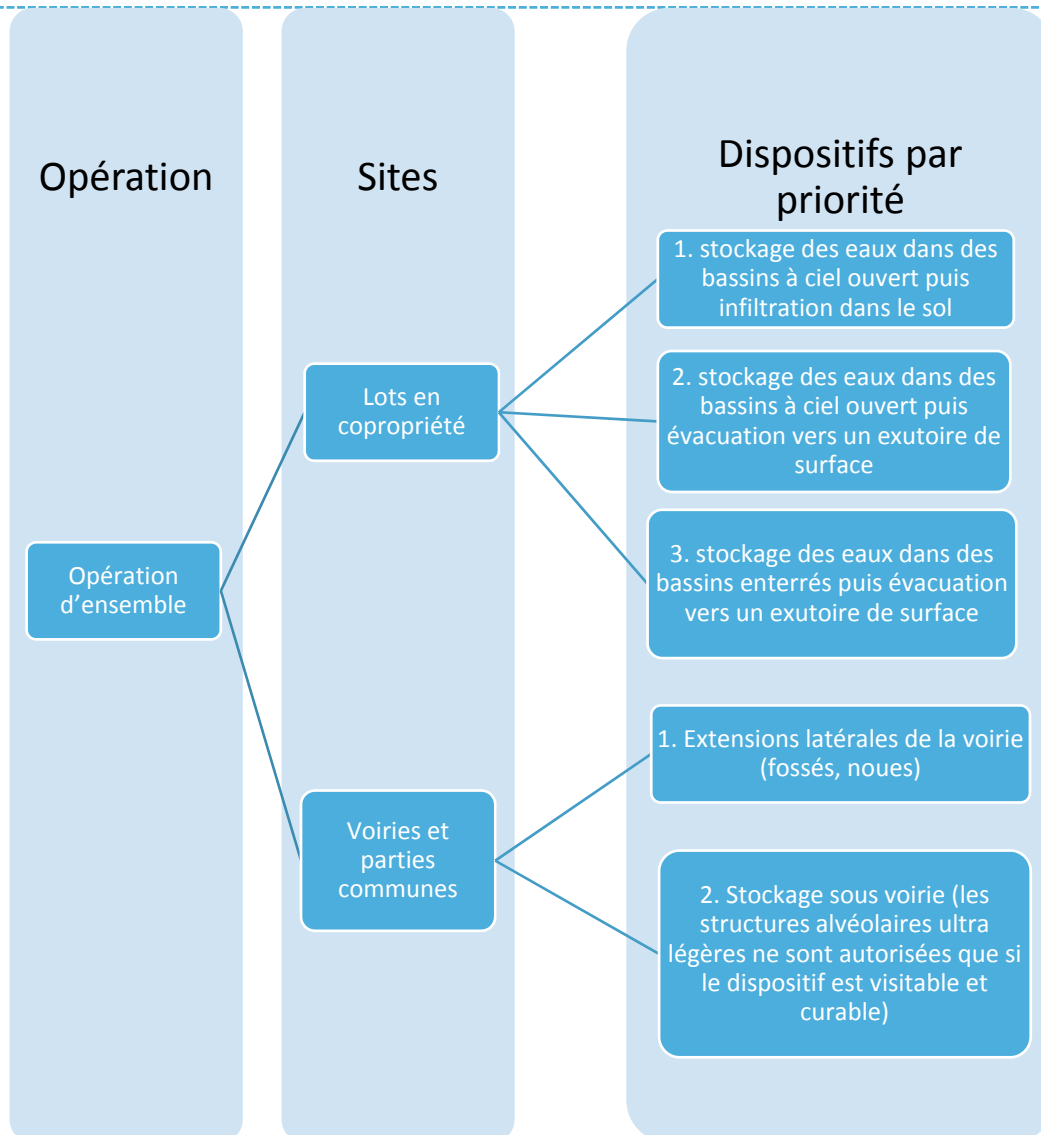 Opération
Sites
Dispositifs par
priorité
Opération
d’ensemble
Lots en
copropriété
1. stockage des eaux dans des
bassins à ciel ouvert puis
infiltration dans le sol
2. stockage des eaux dans des
bassins à ciel ouvert puis
évacuation vers un exutoire de
surface
3. stockage des eaux dans des
bassins enterrés puis évacuation
vers un exutoire de surface
Voiries et
parties
communes
1. Extensions latérales de la voirie
(fossés, noues)
2. Stockage sous voirie (les
structures alvéolaires ultra
légères ne sont autorisées que si
le dispositif est visitable et
curable)